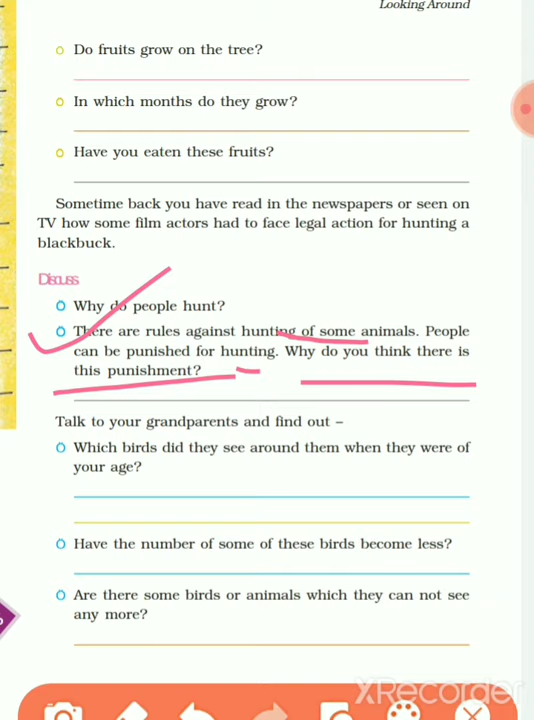 Looking Around
Do fruits grow on the tree?
In which months do they grow?
Have you eaten these fruits?
Sometime back you have read in the newspapers or seen on
TV how some film actors had to face legal action for hunting a
blackbuck.
Discuss
Why do people hunt?
There are rules against hunting of some animals. People
can be punished for hunting. Why do you think there is
this punishment?
Talk to your grandparents and find out –
Which birds did they see around them when they were of
your age?
Have the number of some of these birds become less?
Are there some birds or animals which they can not see
any more?
XRecorder